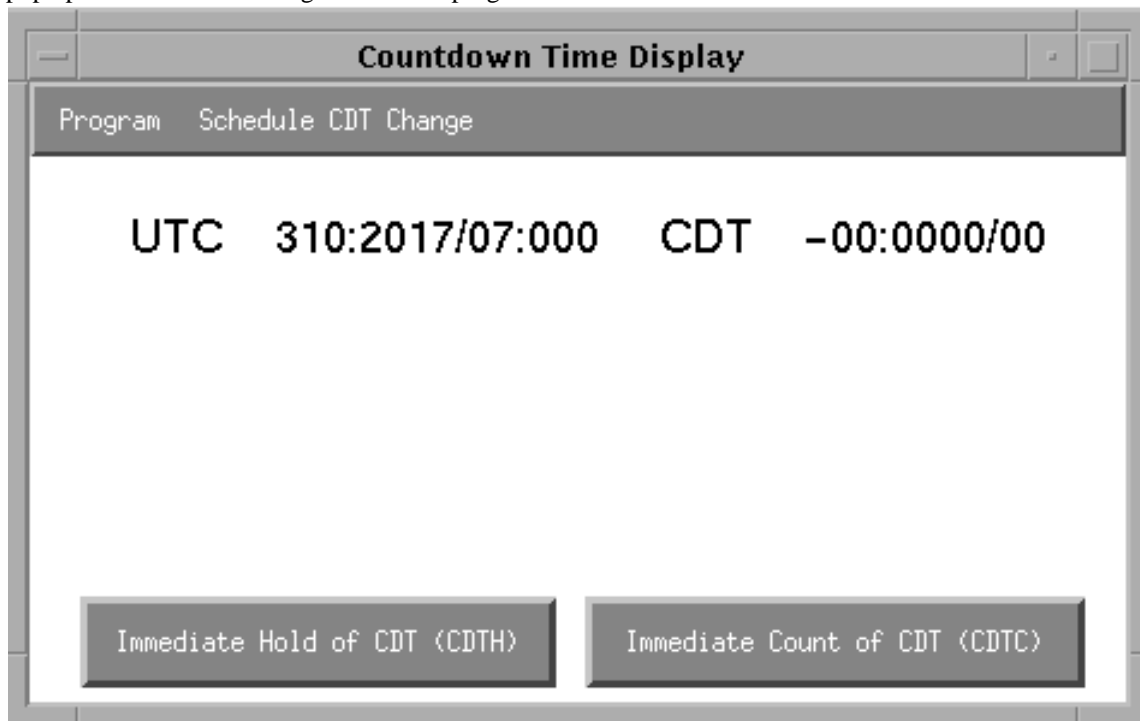 Countdown Time Display
Program Schedule CDT Change
UTC 310:2017/07:000 CDT -00:0000/00
Immediate Hold of CDT (CDTH) Immediate Count of CDT (CDTC)